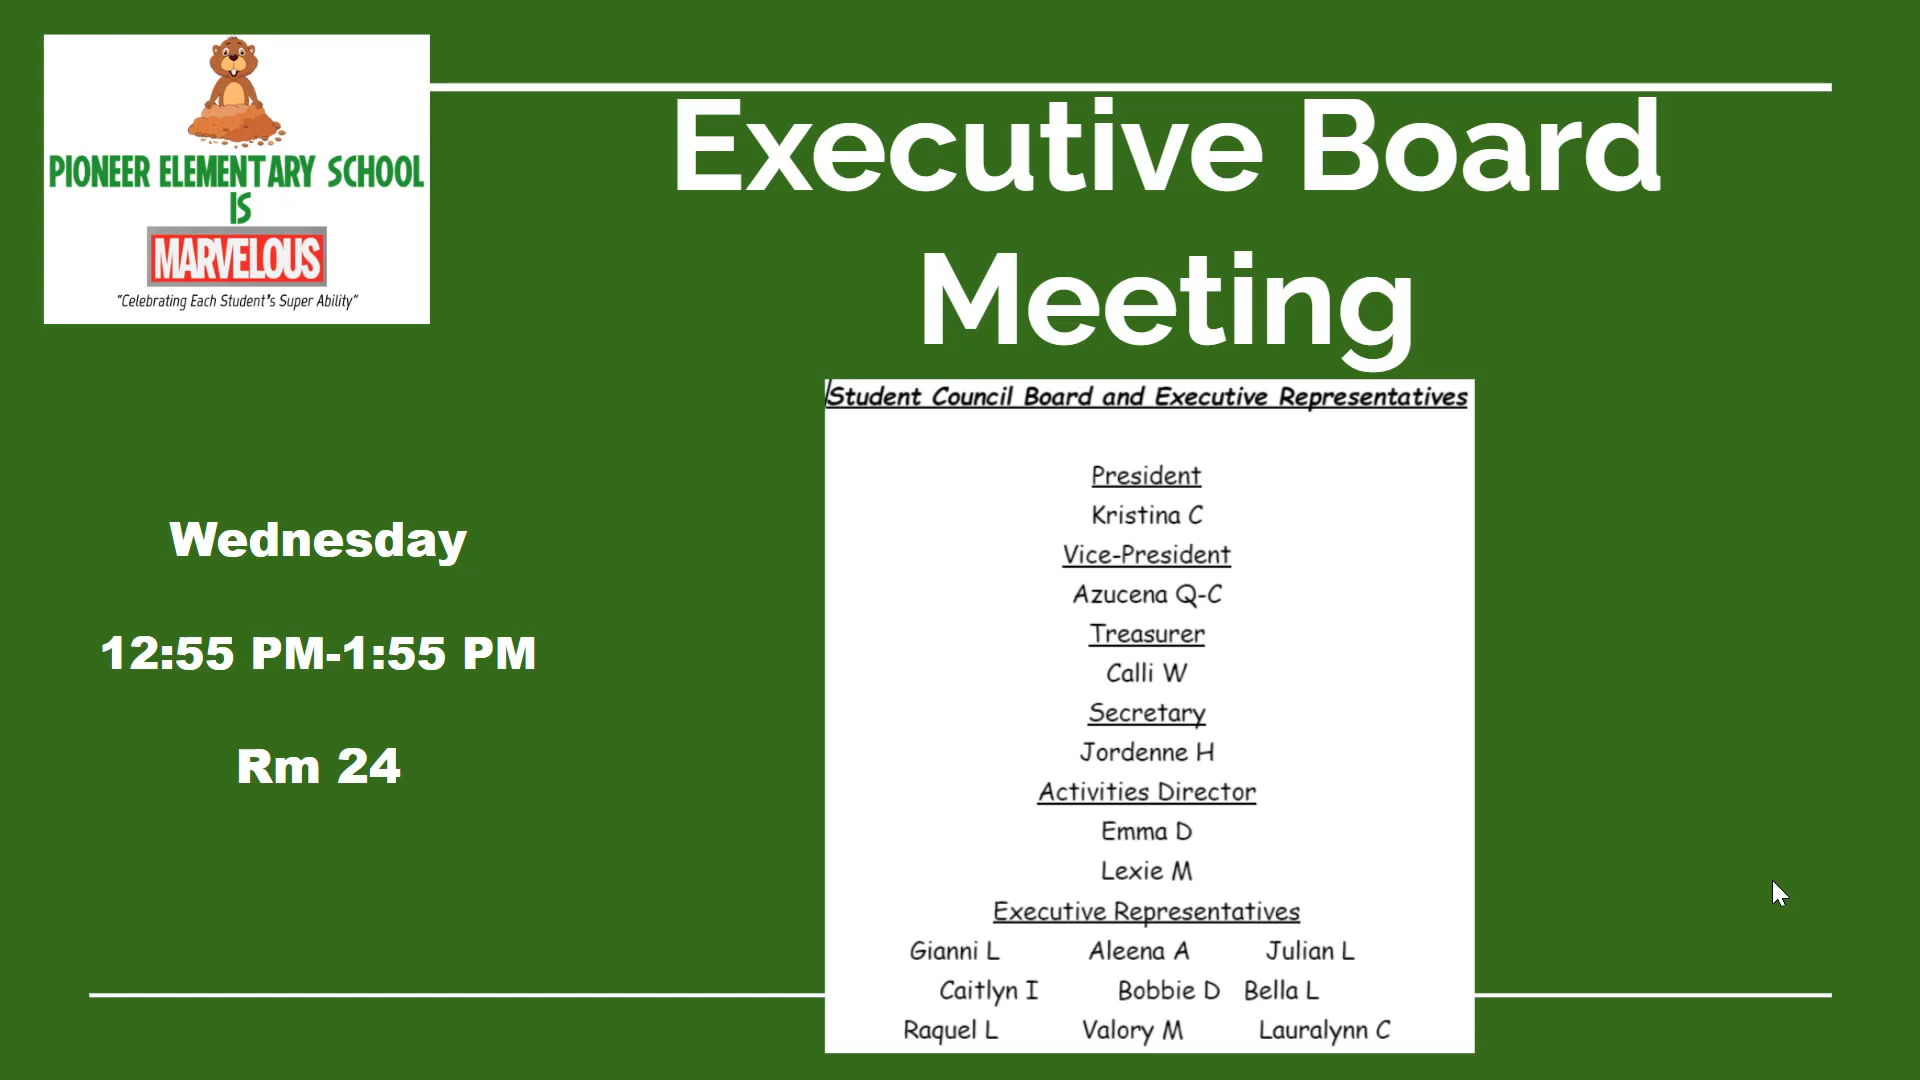 PIONEER ELEMENTARY SCHOOL
IS
MARVELOUS
"Celebrating Each Student's Super Ability"
Executive Board
Meeting
Wednesday
12:55 PM-1:55 PM
Rm 24
Student Council Board and Executive Representatives
President
Kristina C
Vice-President
Azucena Q-C
Treasurer
Calli W
Secretary
Jordenne H
Activities Director
Emma D
Lexie M
Executive Representatives
Gianni L Aleena A Julian L
Caitlyn I Bobbie D Bella L
Raquel L Valory M Lauralynn C